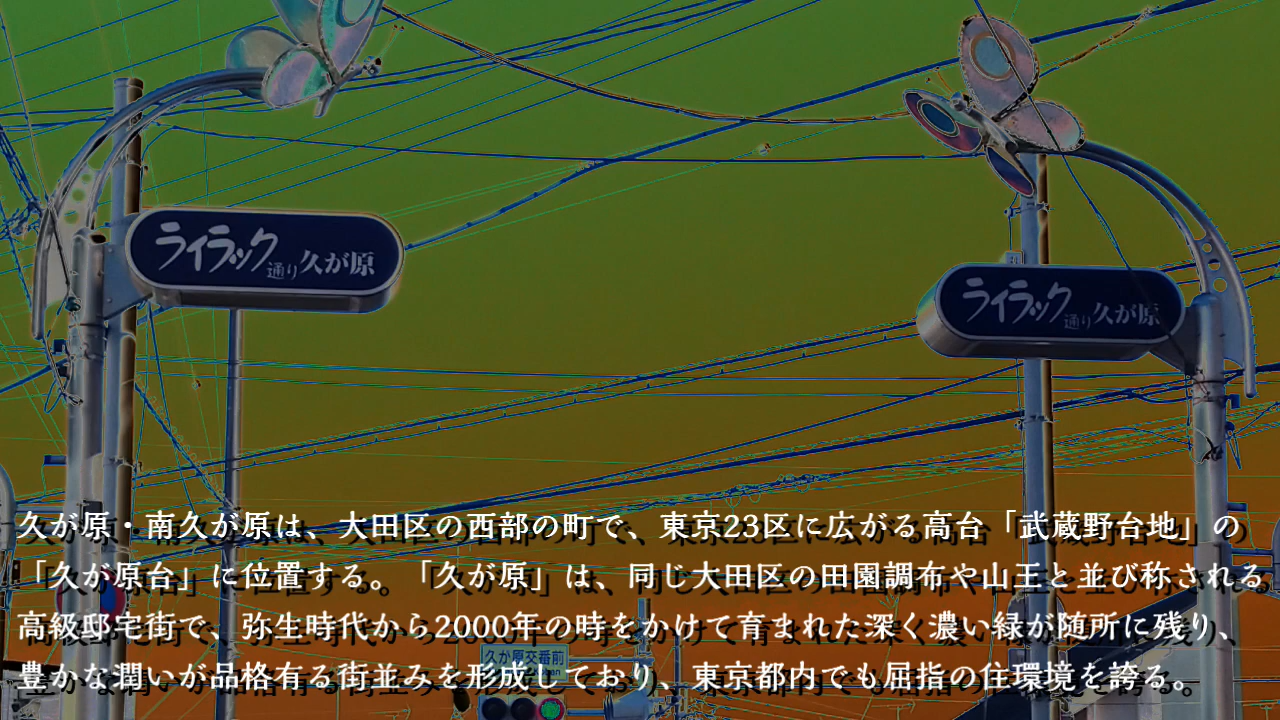 ライラック通り久が原
ライラック通り久が原
久が原・南久が原は、大田区の西部の町で、東京23区に広がる高台「武蔵野台地」の
「久が原台」に位置する。「久が原」は、同じ大田区の田園調布や山王と並び称される
高級邸宅街で、弥生時代から2000年の時をかけて育まれた深く濃い緑が随所に残り、
豊かな潤いが品格有る街並みを形成しており、東京都内でも屈指の住環境を誇る。
久が原交番前